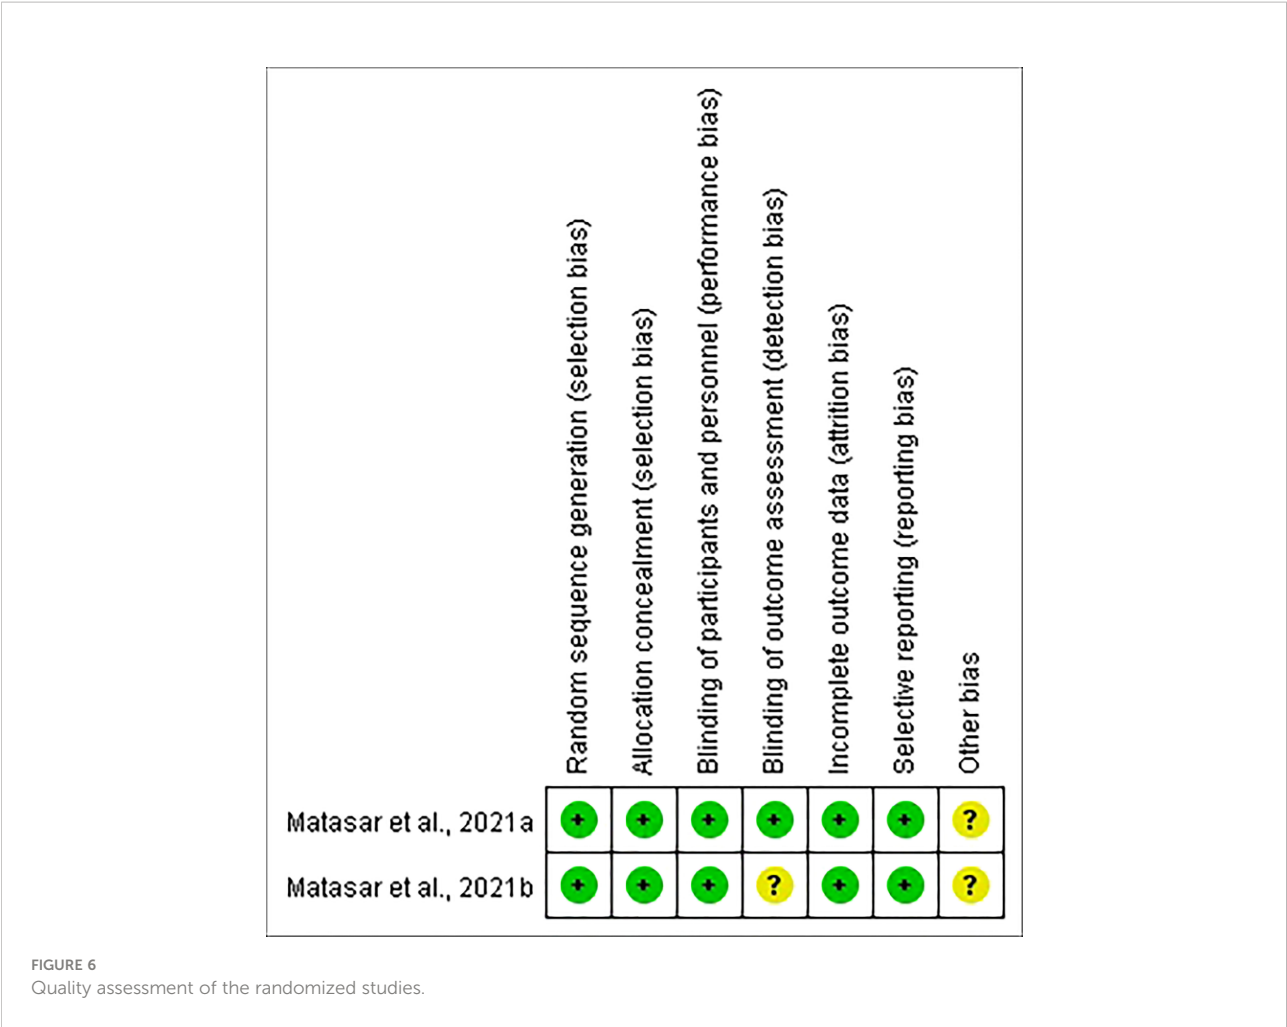 Random sequence generation (selection bias)
Allocation concealment (selection bias)
Blinding of participants and personnel (performance bias)
Blinding of outcome assessment (detection bias)
Incomplete outcome data (attrition bias)
Selective reporting (reporting bias)
Other bias
Matasar et al., 2021a + + + + + + ?
Matasar et al., 2021b + + + ? + + ?
FIGURE 6
Quality assessment of the randomized studies.